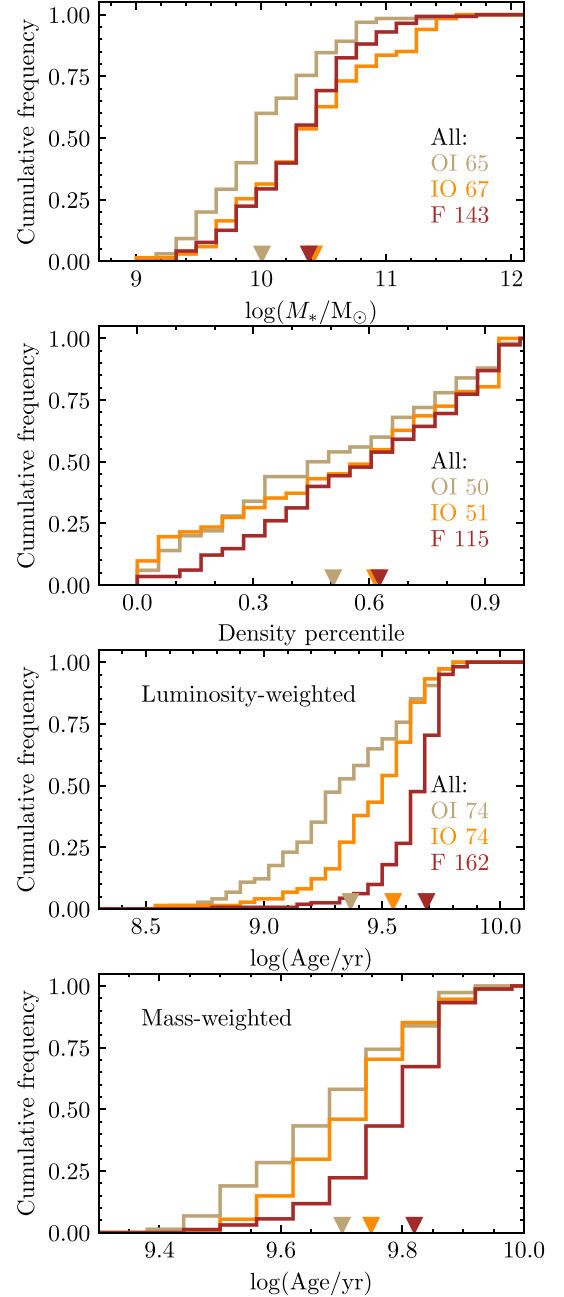 1.00
0.75
0.50
0.25
0.00
Cumulative frequency
All:
OI 65
IO 67
F 143
9 10 11 12
log(M*/M⊙)
1.00
0.75
0.50
0.25
0.00
Cumulative frequency
All:
OI 50
IO 51
F 115
0.0 0.3 0.6 0.9
Density percentile
1.00
0.75
0.50
0.25
0.00
Cumulative frequency
Luminosity-weighted
All:
OI 74
IO 74
F 162
8.5 9.0 9.5 10.0
log(Age/yr)
1.00
0.75
0.50
0.25
0.00
Cumulative frequency
Mass-weighted
9.4 9.6 9.8 10.0
log(Age/yr)